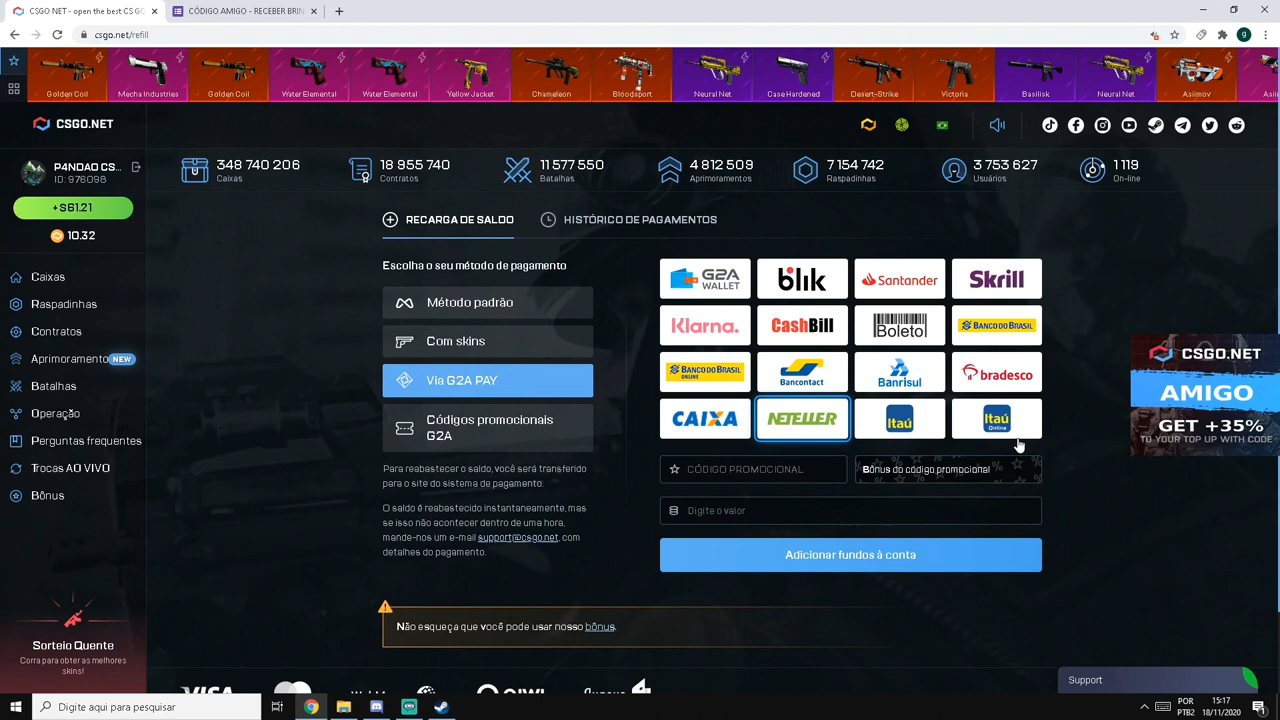 CSGO NET - open the best CS GO
CÓDIGO AMIGO - RECEBER BRIN
csgo.net/refill
g
Golden Coil
Mecha Industries
Golden Coil
Water Elemental
Water Elemental
Yellow Jacket
Chameleon
Bloodsport
Neural Net
Case Hardened
Desert-Strike
Victoria
Basilisk
Neural Net
Asiimov
Asii
CSGO.NET
P4NDAO CS...
ID: 976098
+$61.21
10.32
348 740 206
Caixas
18 955 740
Contratos
11 577 550
Batalhas
4 812 509
Aprimoramentos
7 154 742
Raspadinhas
3 753 627
Usuários
1 119
On-line
Caixas
Raspadinhas
Contratos
Aprimoramento NEW
Batalhas
Operação
Perguntas frequentes
Trocas AO VIVO
Bônus
Sorteio Quente
Corra para obter as melhores
skins!
RECARGA DE SALDO
HISTÓRICO DE PAGAMENTOS
Escolha o seu método de pagamento
Método padrão
Com skins
Via G2A PAY
Códigos promocionais
G2A
Para reabastecer o saldo, você será transferido
para o site do sistema de pagamento.
O saldo é reabastecido instantaneamente, mas
se isso não acontecer dentro de uma hora,
mande-nos um e-mail support@csgo.net, com
detalhes do pagamento.
G2A
WALLET
blik
Santander
Skrill
Klarna.
CashBill
Boleto
BANCO DO BRASIL
BANCO DO BRASIL
ONLINE
Bancontact
Banrisul
bradesco
CAIXA
NETELLER
Itaú
Itaú
Online
CÓDIGO PROMOCIONAL
Bônus do código promocional
Digite o valor
Adicionar fundos à conta
Não esqueça que você pode usar nosso bônus.
CSGO.NET
AMIGO
GET +35%
TO YOUR TOP UP WITH CODE
VISA
QIWI
Support
Digite aqui para pesquisar
POR
PTB2
15:17
18/11/2020
1